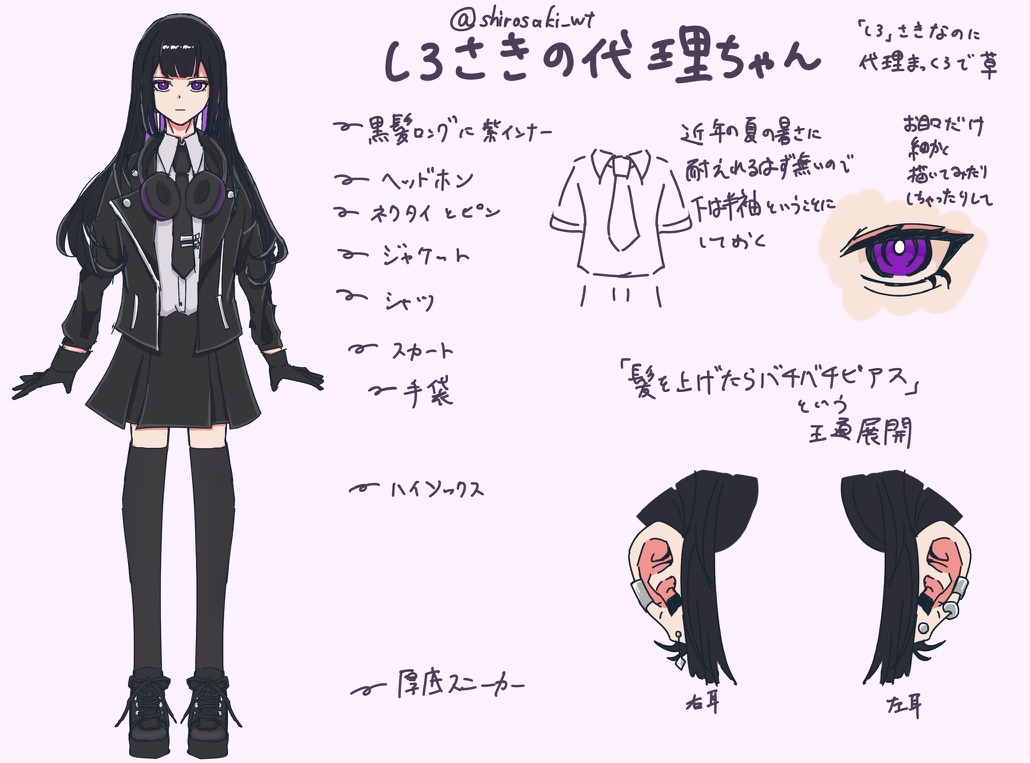 @shirosaki_wt
しろさきの代理ちゃん
「しろ」さきなのに
代理まっくろで草
黒髪ロングに紫インナー
ヘッドホン
ネクタイとピン
ジャケット
シャツ
スカート
手袋
ハイソックス
厚底スニーカー
近年の夏の暑さに
耐えれるはず無いので
下は半袖ということに
しておく
お目々だけ
細かく
描いてみたり
しちゃったりして
「髪を上げたらバチバチピアス」
という
王道展開
右耳
左耳